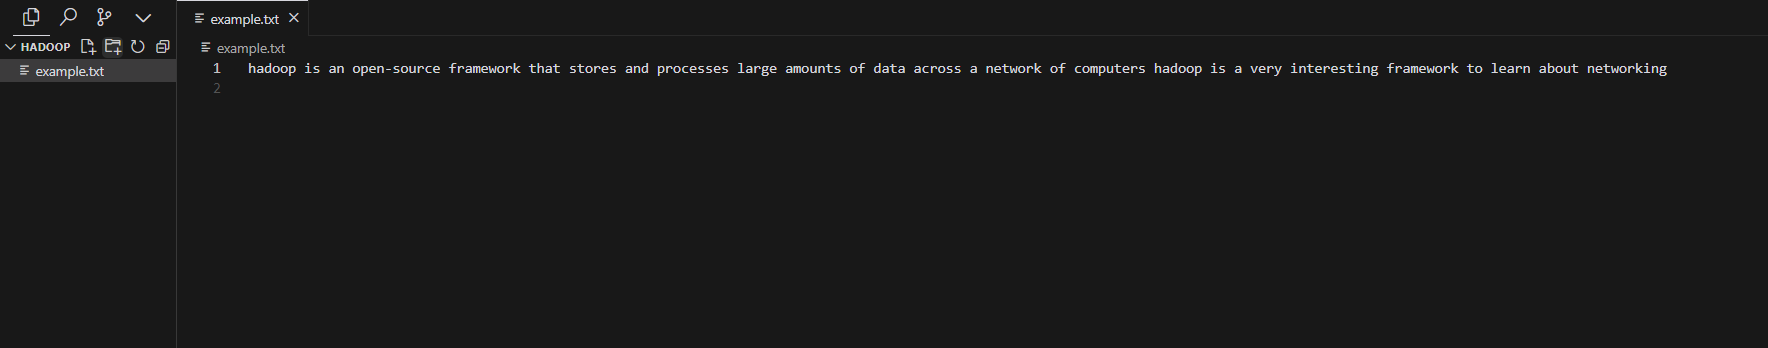 example.txt
HADOOP
example.txt
example.txt
1 hadoop is an open-source framework that stores and processes large amounts of data across a network of computers hadoop is a very interesting framework to learn about networking
2